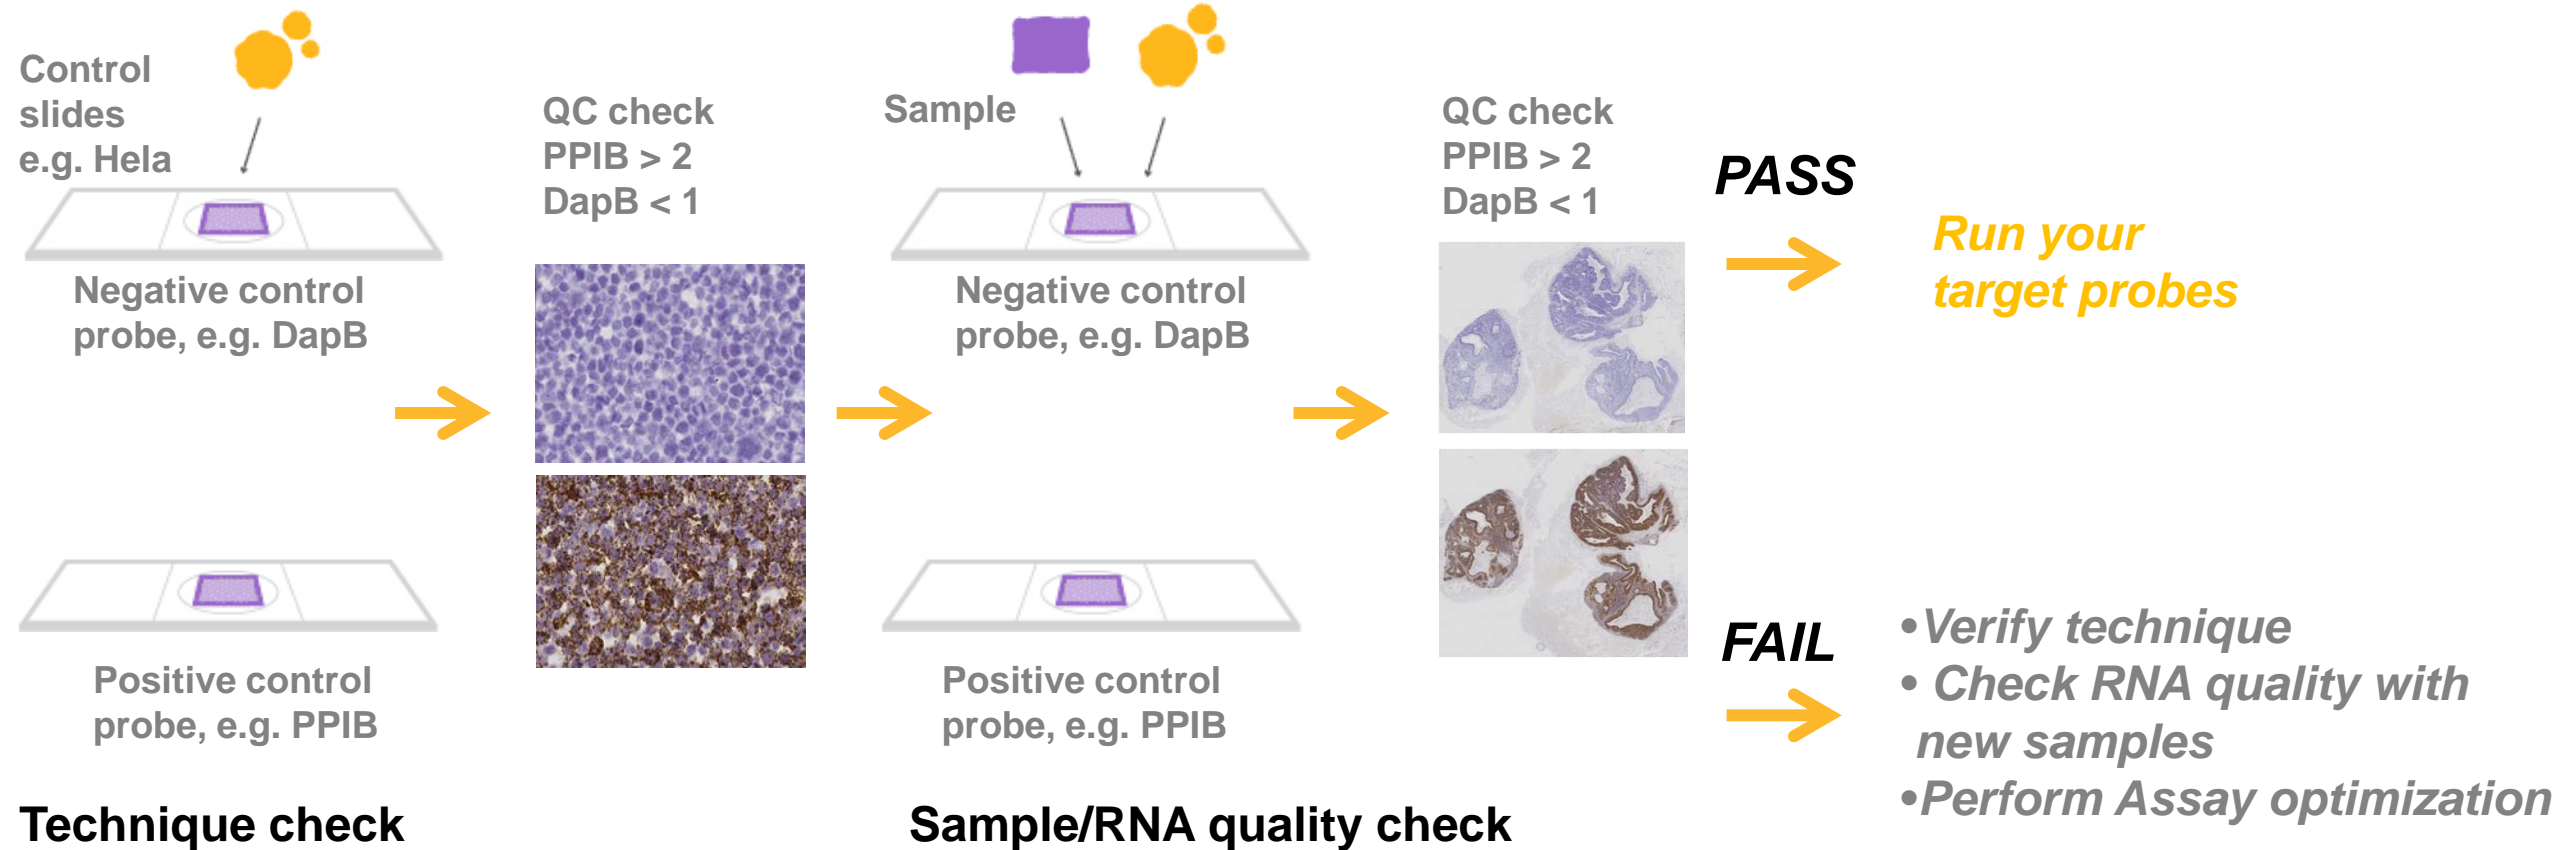 Control
slides
e.g. Hela
Negative control
probe, e.g. DapB
Positive control
probe, e.g. PPIB
Technique check
QC check
PPIB > 2
DapB < 1
Sample
Negative control
probe, e.g. DapB
Positive control
probe, e.g. PPIB
Sample/RNA quality check
QC check
PPIB > 2
DapB < 1
PASS
Run your
target probes
FAIL
•Verify technique
• Check RNA quality with
new samples
•Perform Assay optimization